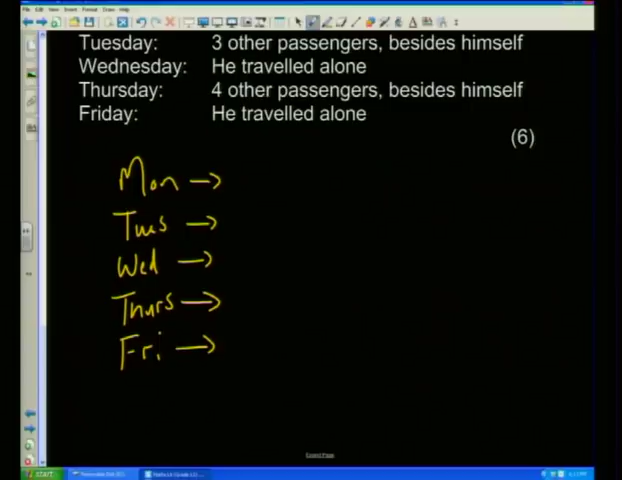 Tuesday: 3 other passengers, besides himself
Wednesday: He travelled alone
Thursday: 4 other passengers, besides himself
Friday: He travelled alone
(6)
Mon →
Tues →
Wed →
Thurs →
Fri →